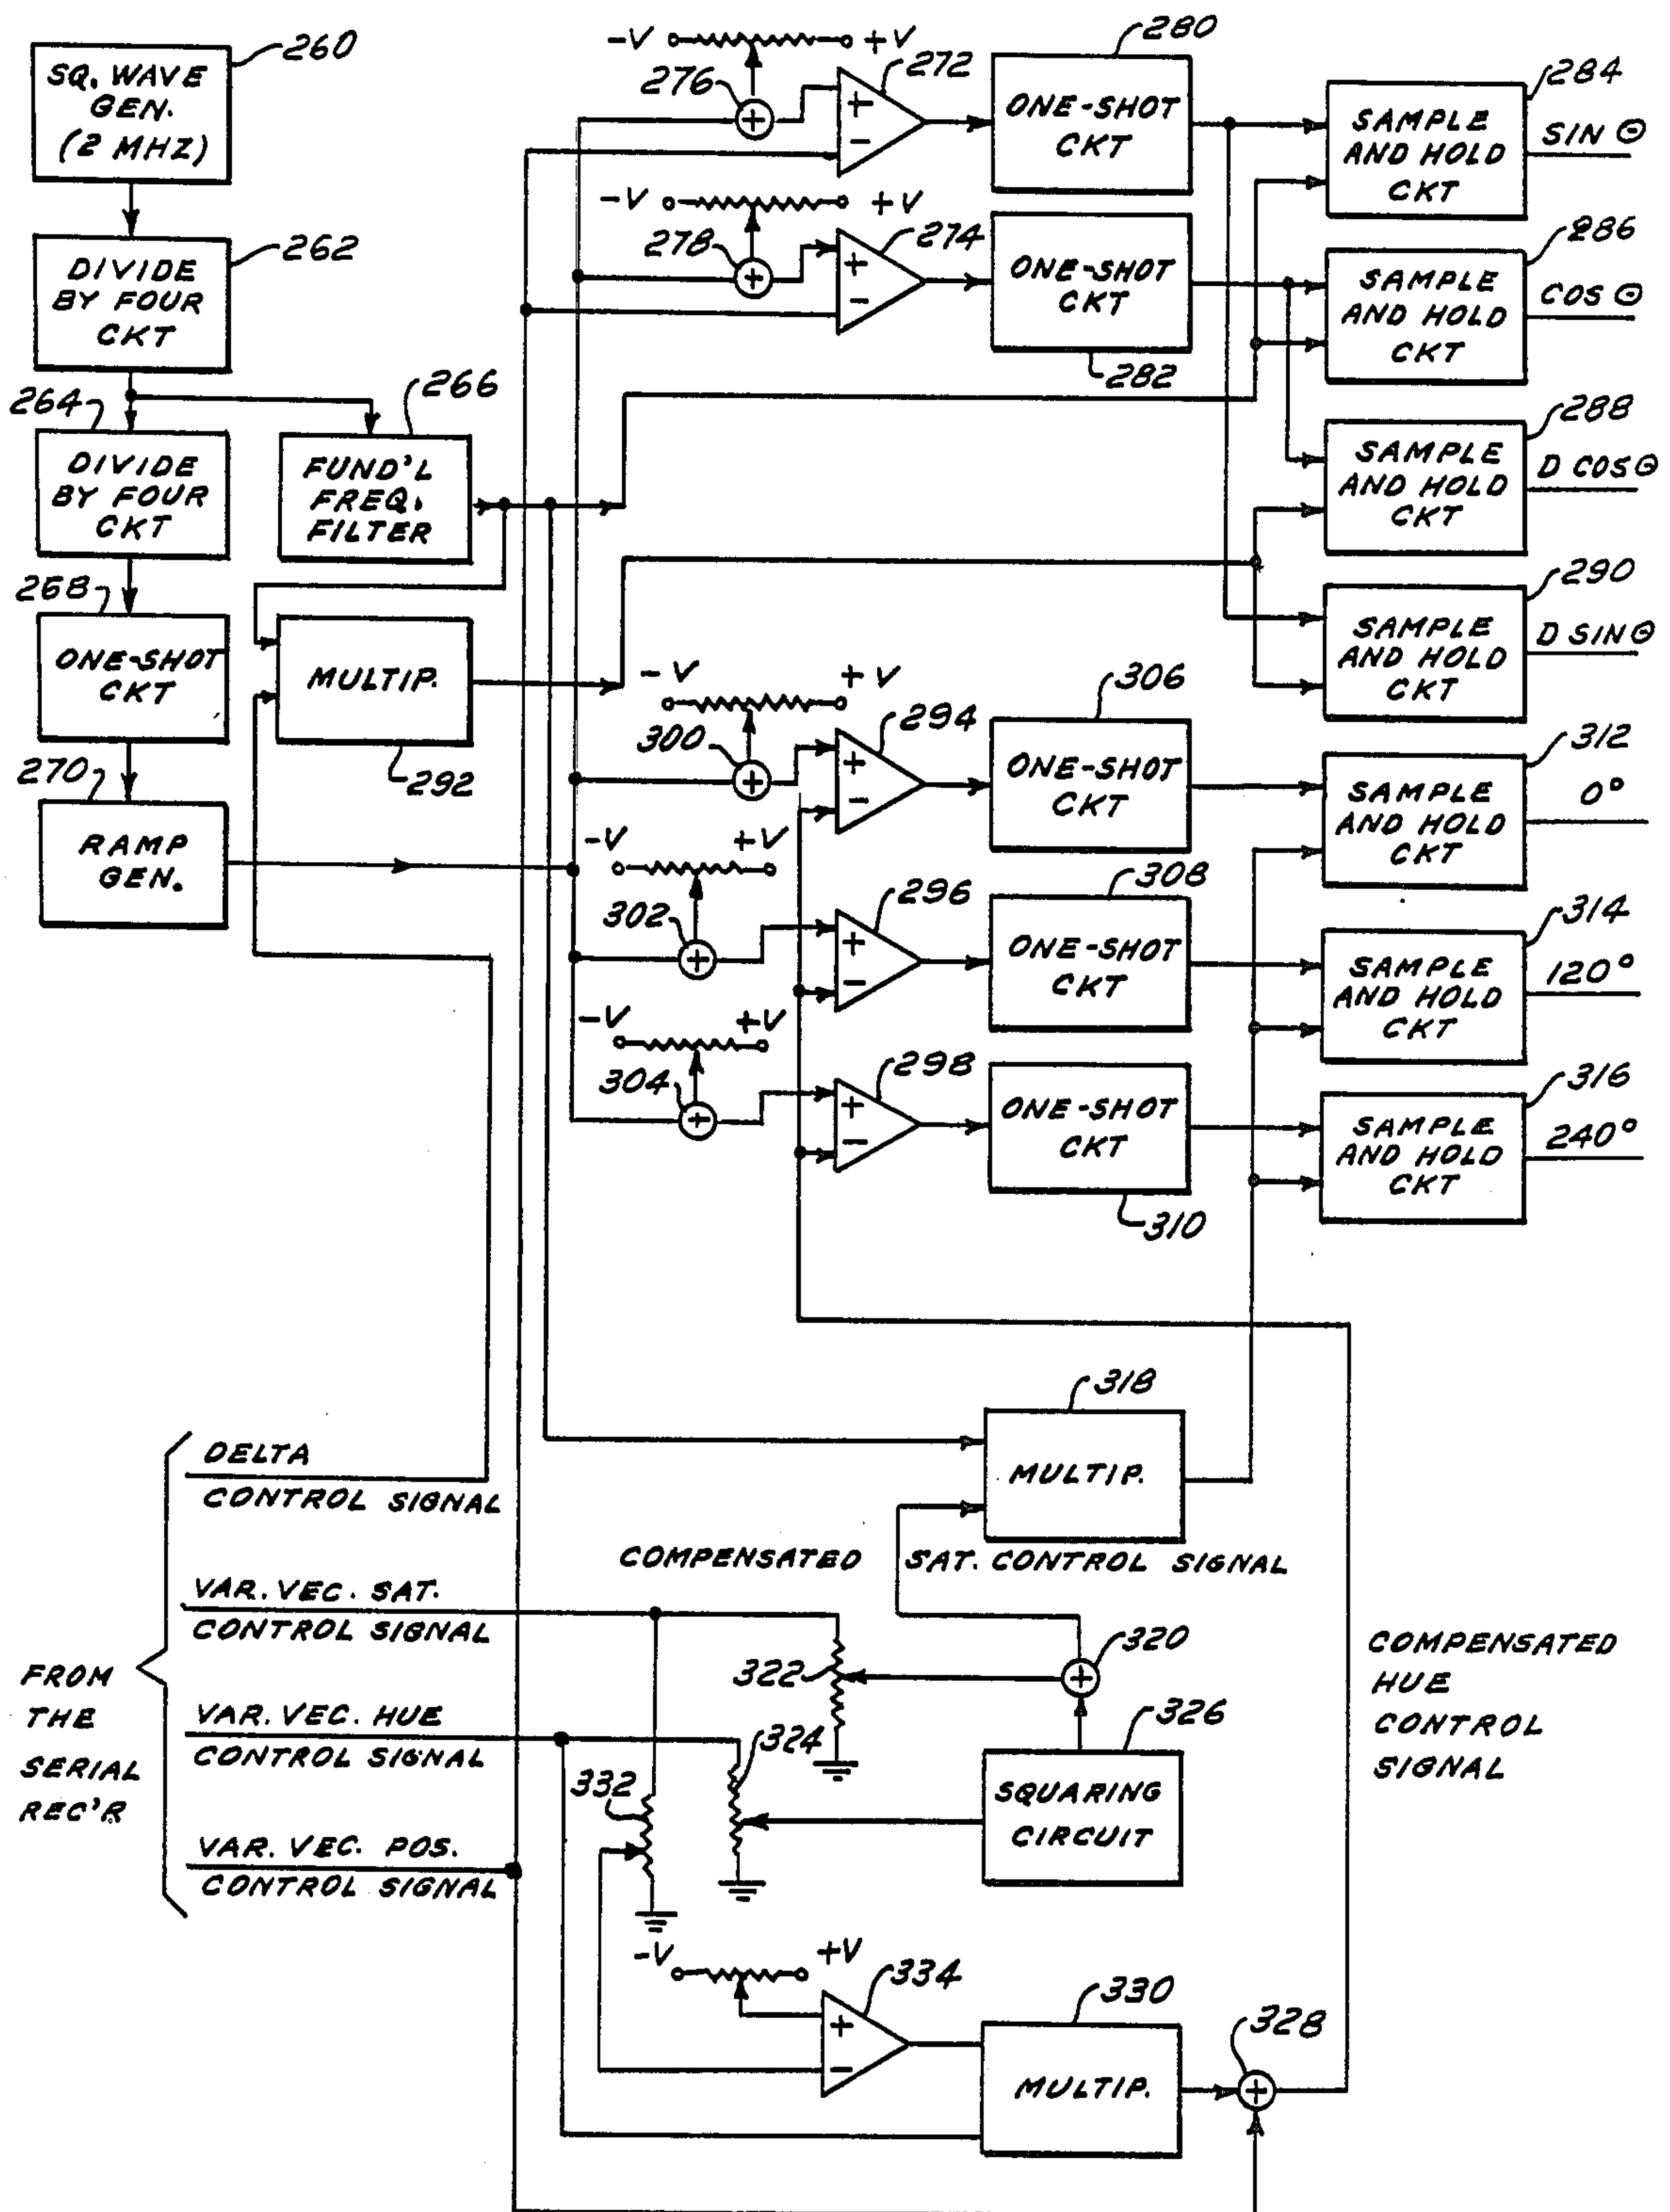 260
SQ. WAVE
GEN.
(2 MHZ)
262
DIVIDE
BY FOUR
CKT
264
DIVIDE
BY FOUR
CKT
266
FUND'L
FREQ.
FILTER
268
ONE-SHOT
CKT
MULTIP.
292
270
RAMP
GEN.
-V
+V
276
272
+
+
-
280
ONE-SHOT
CKT
284
SAMPLE
AND HOLD
CKT
SIN Θ
-V
+V
278
274
+
+
-
ONE-SHOT
CKT
282
286
SAMPLE
AND HOLD
CKT
COS Θ
288
SAMPLE
AND HOLD
CKT
D COS Θ
290
SAMPLE
AND HOLD
CKT
D SIN Θ
-V
+V
300
294
+
+
-
306
ONE-SHOT
CKT
312
SAMPLE
AND HOLD
CKT
0°
-V
+V
302
296
+
+
-
308
ONE-SHOT
CKT
314
SAMPLE
AND HOLD
CKT
120°
-V
+V
304
298
+
+
-
ONE-SHOT
CKT
310
316
SAMPLE
AND HOLD
CKT
240°
318
MULTIP.
DELTA
CONTROL SIGNAL
COMPENSATED SAT. CONTROL SIGNAL
VAR. VEC. SAT.
CONTROL SIGNAL
322
320
+
COMPENSATED
HUE
CONTROL
SIGNAL
FROM
THE
SERIAL
REC'R
VAR. VEC. HUE
CONTROL SIGNAL
332
324
326
SQUARING
CIRCUIT
VAR. VEC. POS.
CONTROL SIGNAL
-V
+V
334
+
-
330
MULTIP.
328
+